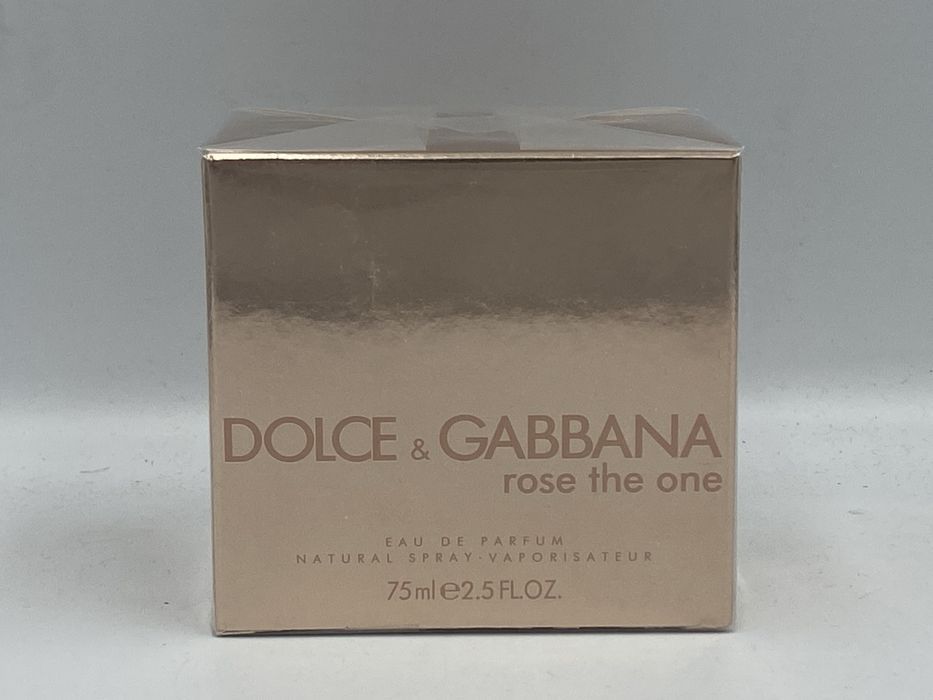 DOLCE & GABBANA
rose the one
EAU DE PARFUM
NATURAL SPRAY-VAPORISATEUR
75ml℮2.5 FL.OZ.